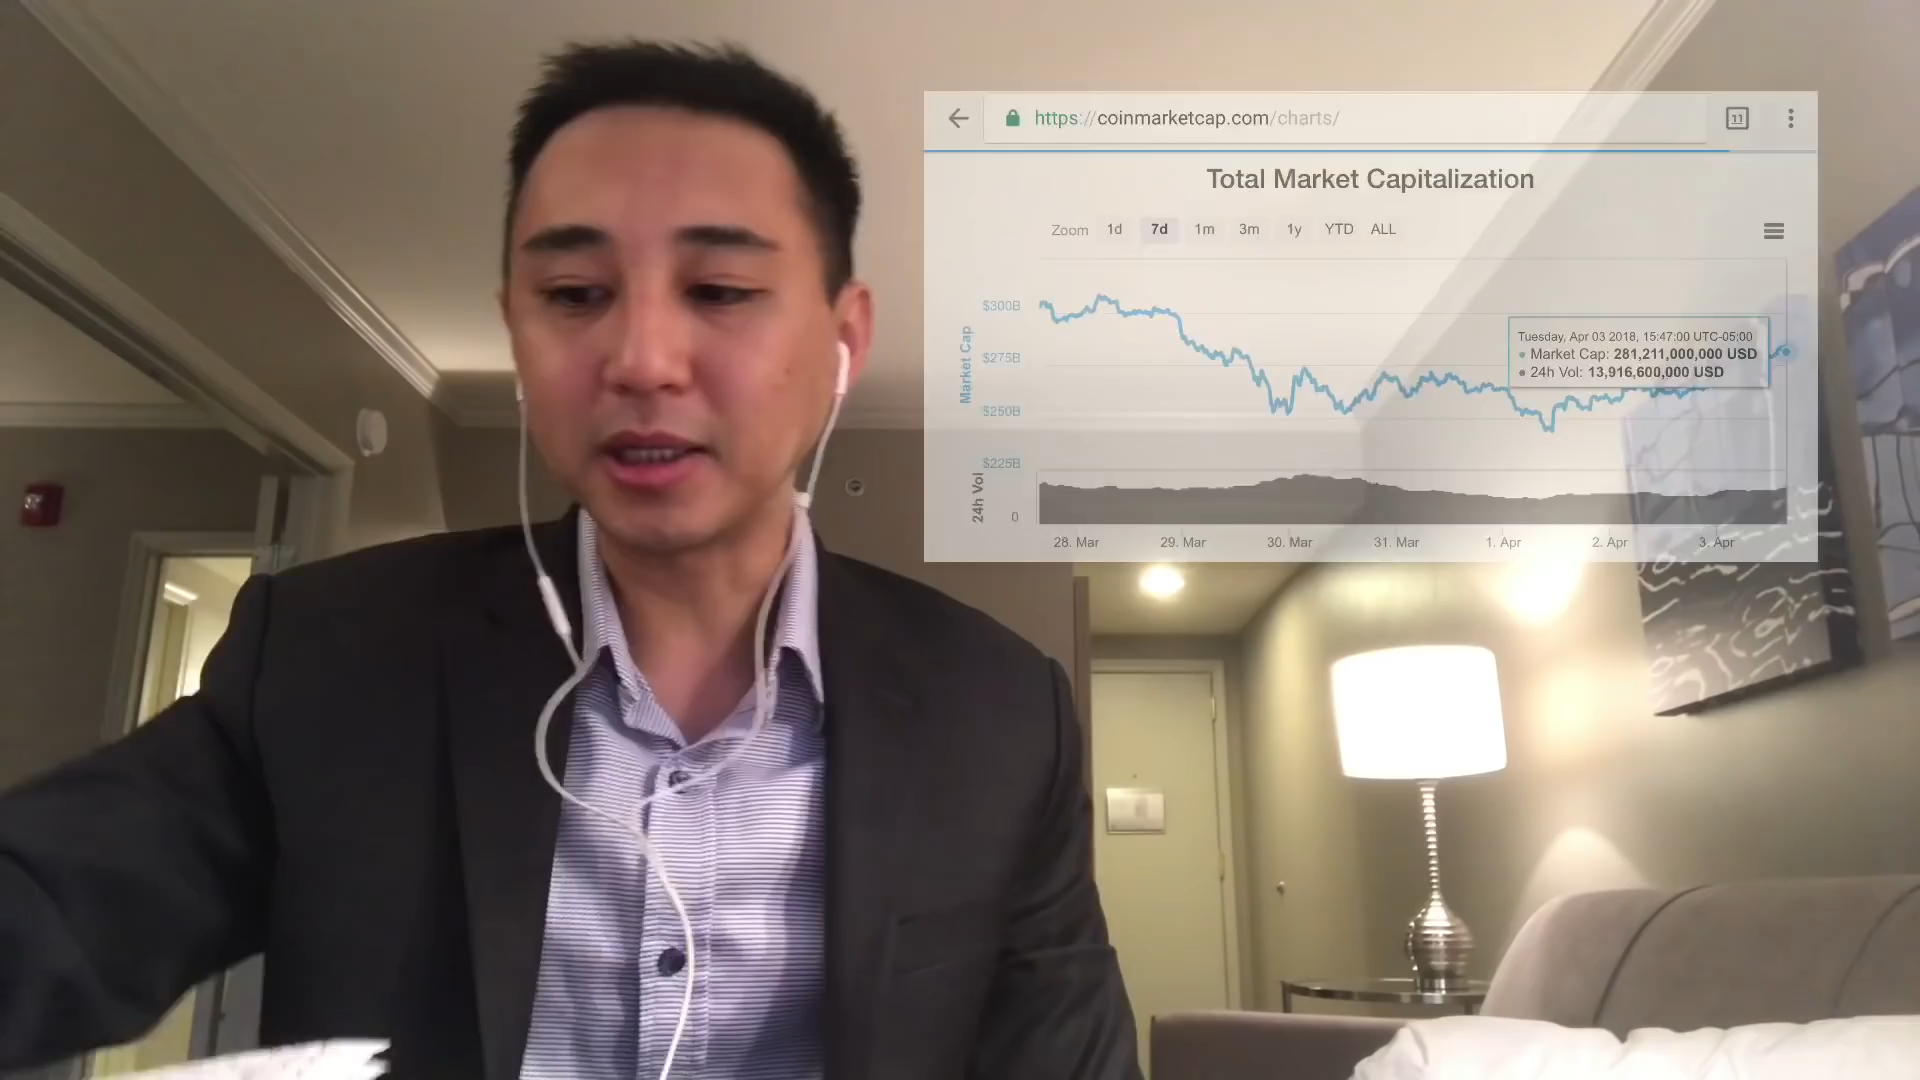 https://coinmarketcap.com/charts/
11
Total Market Capitalization
Zoom 1d 7d 1m 3m 1y YTD ALL
Market Cap
$300B
$275B
$250B
$225B
24h Vol
0
Tuesday, Apr 03 2018, 15:47:00 UTC-05:00
Market Cap: 281,211,000,000 USD
24h Vol: 13,916,600,000 USD
28. Mar 29. Mar 30. Mar 31. Mar 1. Apr 2. Apr 3. Apr